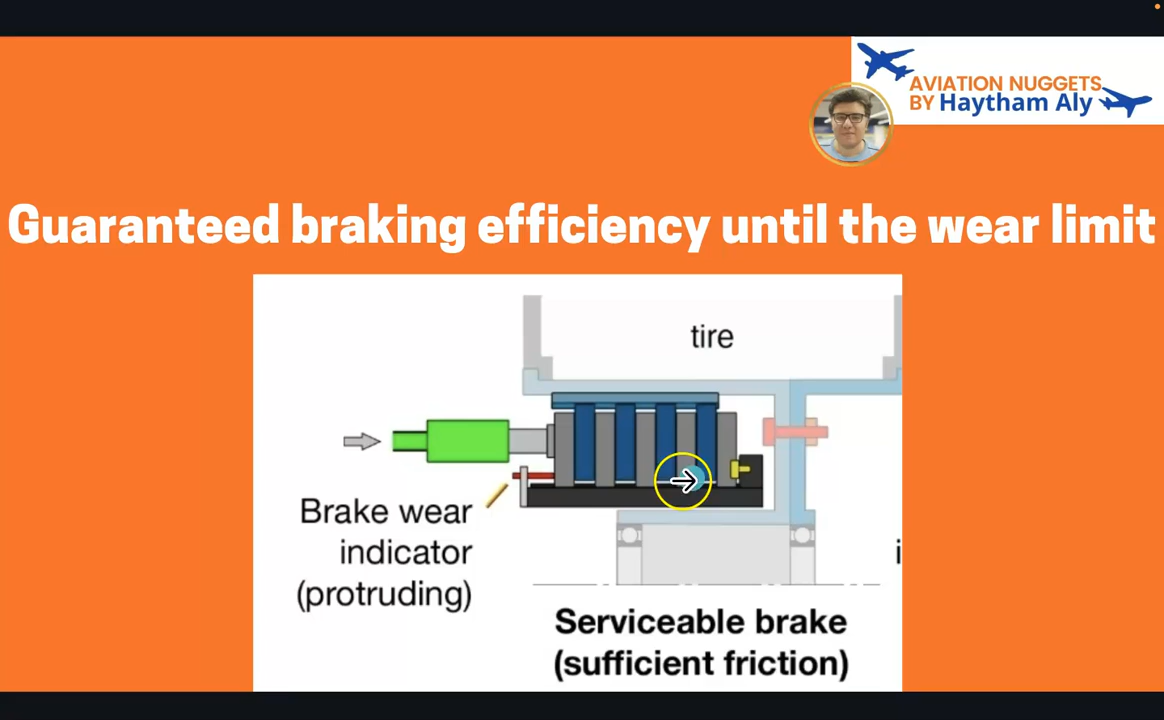 AVIATION NUGGETS
BY Haytham Aly
Guaranteed braking efficiency until the wear limit
tire
Brake wear
indicator
(protruding)
Serviceable brake
(sufficient friction)